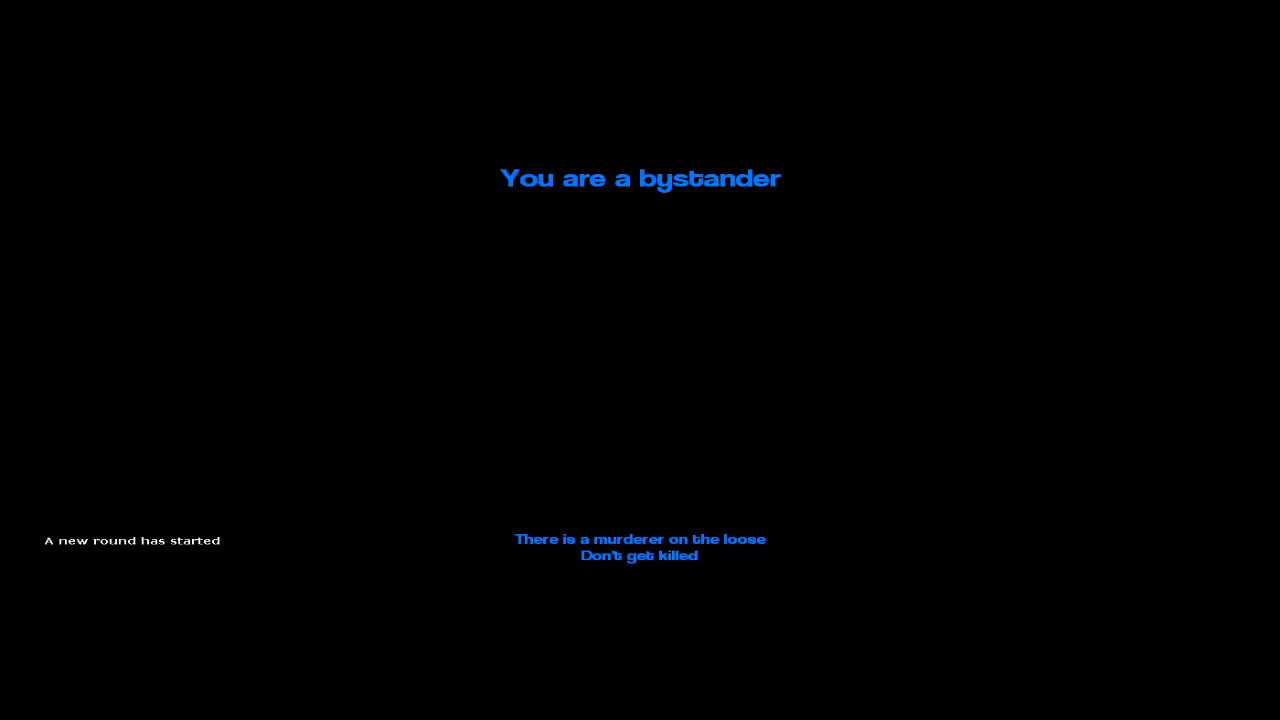 You are a bystander
A new round has started
There is a murderer on the loose
Don't get killed